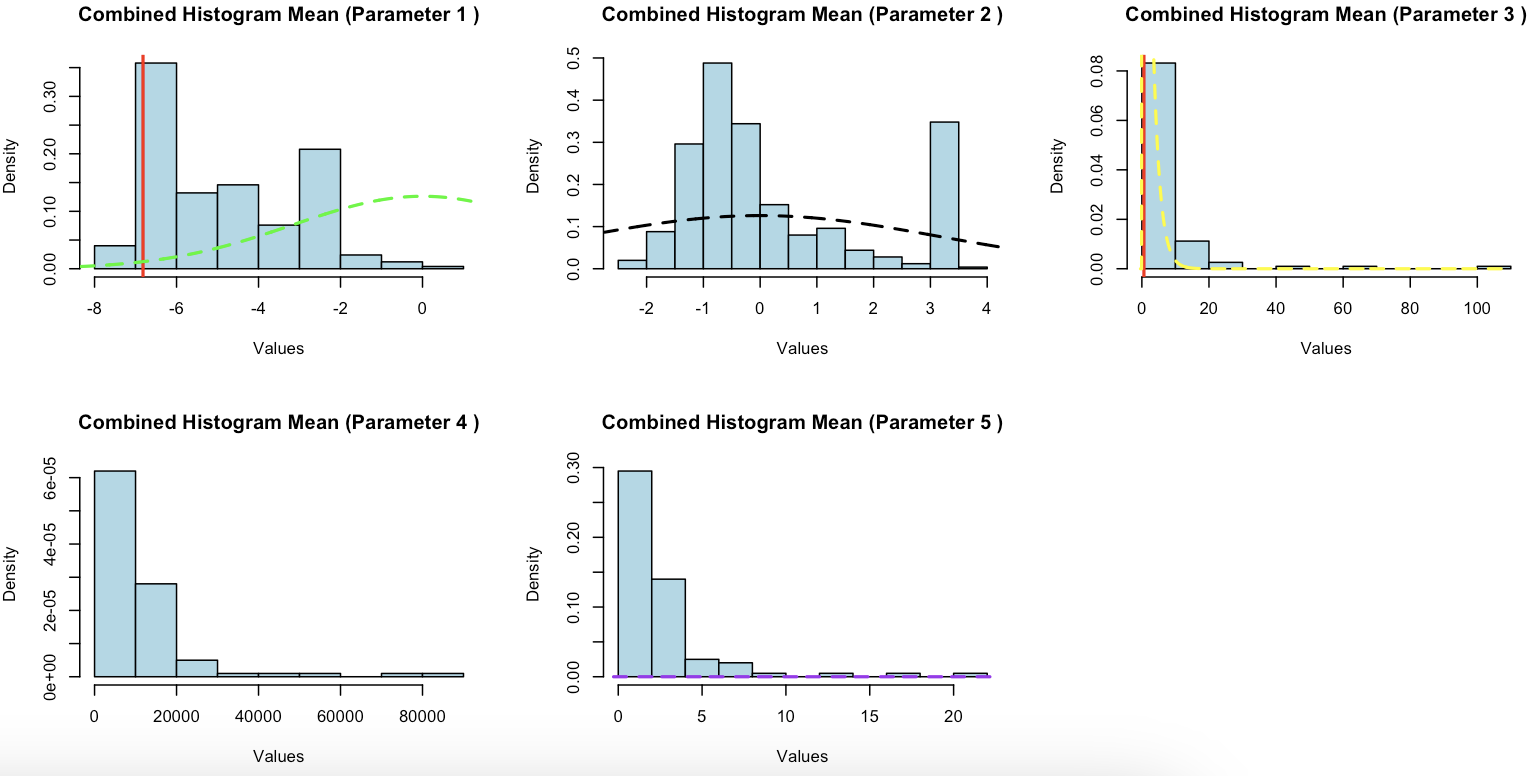 Combined Histogram Mean (Parameter 1 )
Density
0.00 0.10 0.20 0.30
-8 -6 -4 -2 0
Values
Combined Histogram Mean (Parameter 2 )
Density
0.0 0.1 0.2 0.3 0.4 0.5
-2 -1 0 1 2 3 4
Values
Combined Histogram Mean (Parameter 3 )
Density
0.00 0.02 0.04 0.06 0.08
0 20 40 60 80 100
Values
Combined Histogram Mean (Parameter 4 )
Density
0e+00 2e-05 4e-05 6e-05
0 20000 40000 60000 80000
Values
Combined Histogram Mean (Parameter 5 )
Density
0.00 0.10 0.20 0.30
0 5 10 15 20
Values